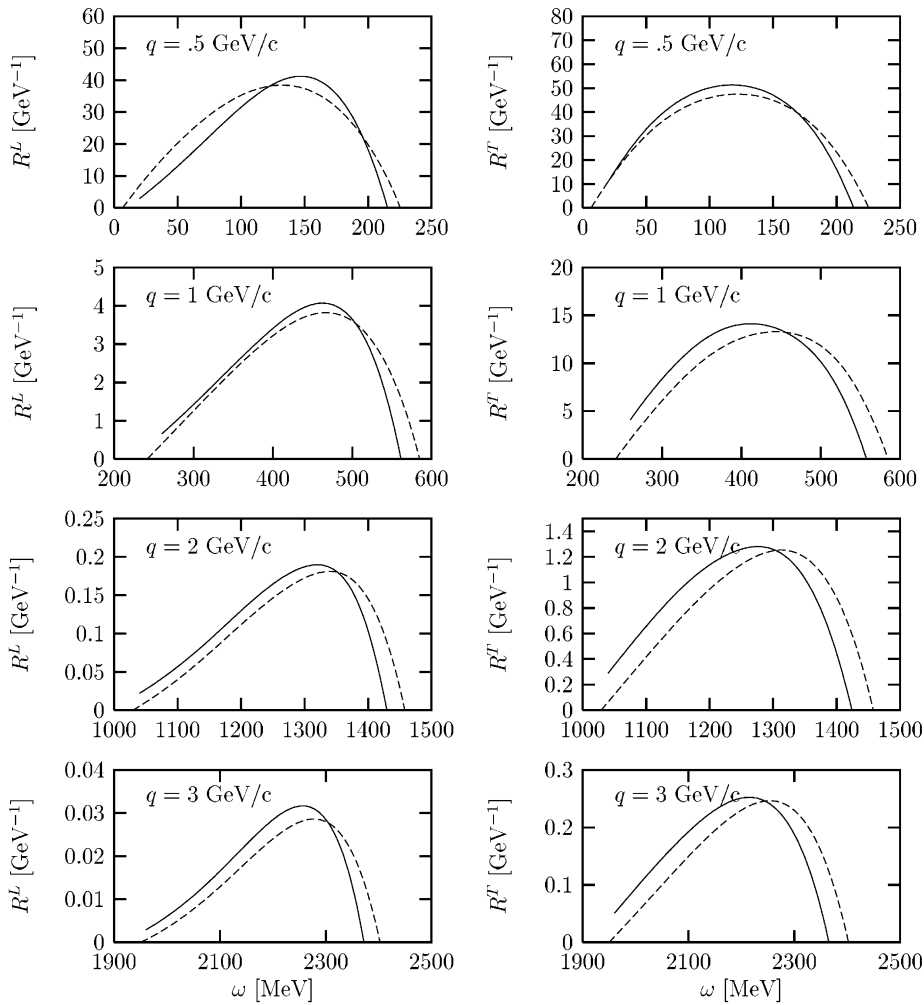 q = .5 GeV/c
R^L [GeV⁻¹]
60
50
40
30
20
10
0
0 50 100 150 200 250
q = .5 GeV/c
R^T [GeV⁻¹]
80
70
60
50
40
30
20
10
0
0 50 100 150 200 250
q = 1 GeV/c
R^L [GeV⁻¹]
5
4
3
2
1
0
200 300 400 500 600
q = 1 GeV/c
R^T [GeV⁻¹]
20
15
10
5
0
200 300 400 500 600
q = 2 GeV/c
R^L [GeV⁻¹]
0.25
0.2
0.15
0.1
0.05
0
1000 1100 1200 1300 1400 1500
q = 2 GeV/c
R^T [GeV⁻¹]
1.4
1.2
1
0.8
0.6
0.4
0.2
0
1000 1100 1200 1300 1400 1500
q = 3 GeV/c
R^L [GeV⁻¹]
0.04
0.03
0.02
0.01
0
1900 2100 2300 2500
ω [MeV]
q = 3 GeV/c
R^T [GeV⁻¹]
0.3
0.2
0.1
0
1900 2100 2300 2500
ω [MeV]